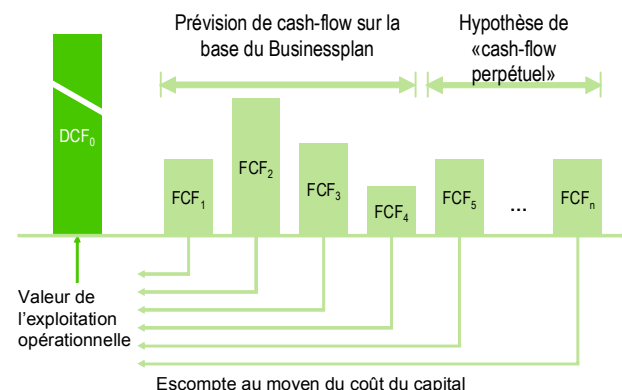 Prévision de cash-flow sur la
base du Businessplan
Hypothèse de
«cash-flow
perpétuel»
DCF₀
FCF₁
FCF₂
FCF₃
FCF₄
FCF₅
...
FCFₙ
Valeur de
l'exploitation
opérationnelle
Escompte au moyen du coût du capital